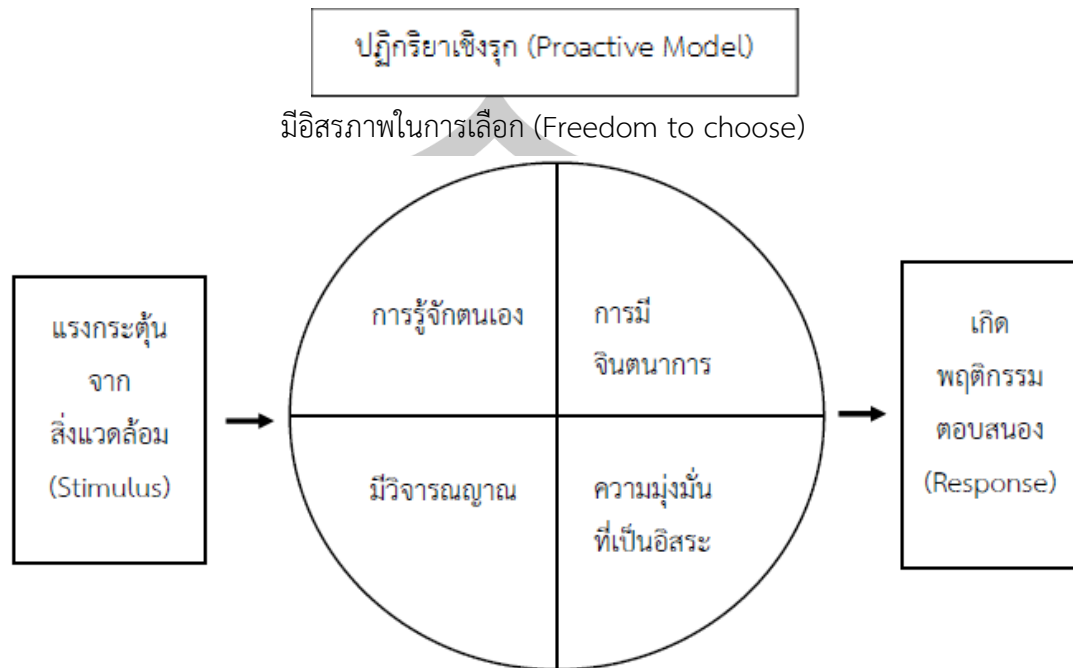 ปฏิกริยาเชิงรุก (Proactive Model)
มีอิสรภาพในการเลือก (Freedom to choose)
แรงกระตุ้น
จาก
สิ่งแวดล้อม
(Stimulus)
การรู้จักตนเอง
การมี
จินตนาการ
มีวิจารณญาณ
ความมุ่งมั่น
ที่เป็นอิสระ
เกิด
พฤติกรรม
ตอบสนอง
(Response)